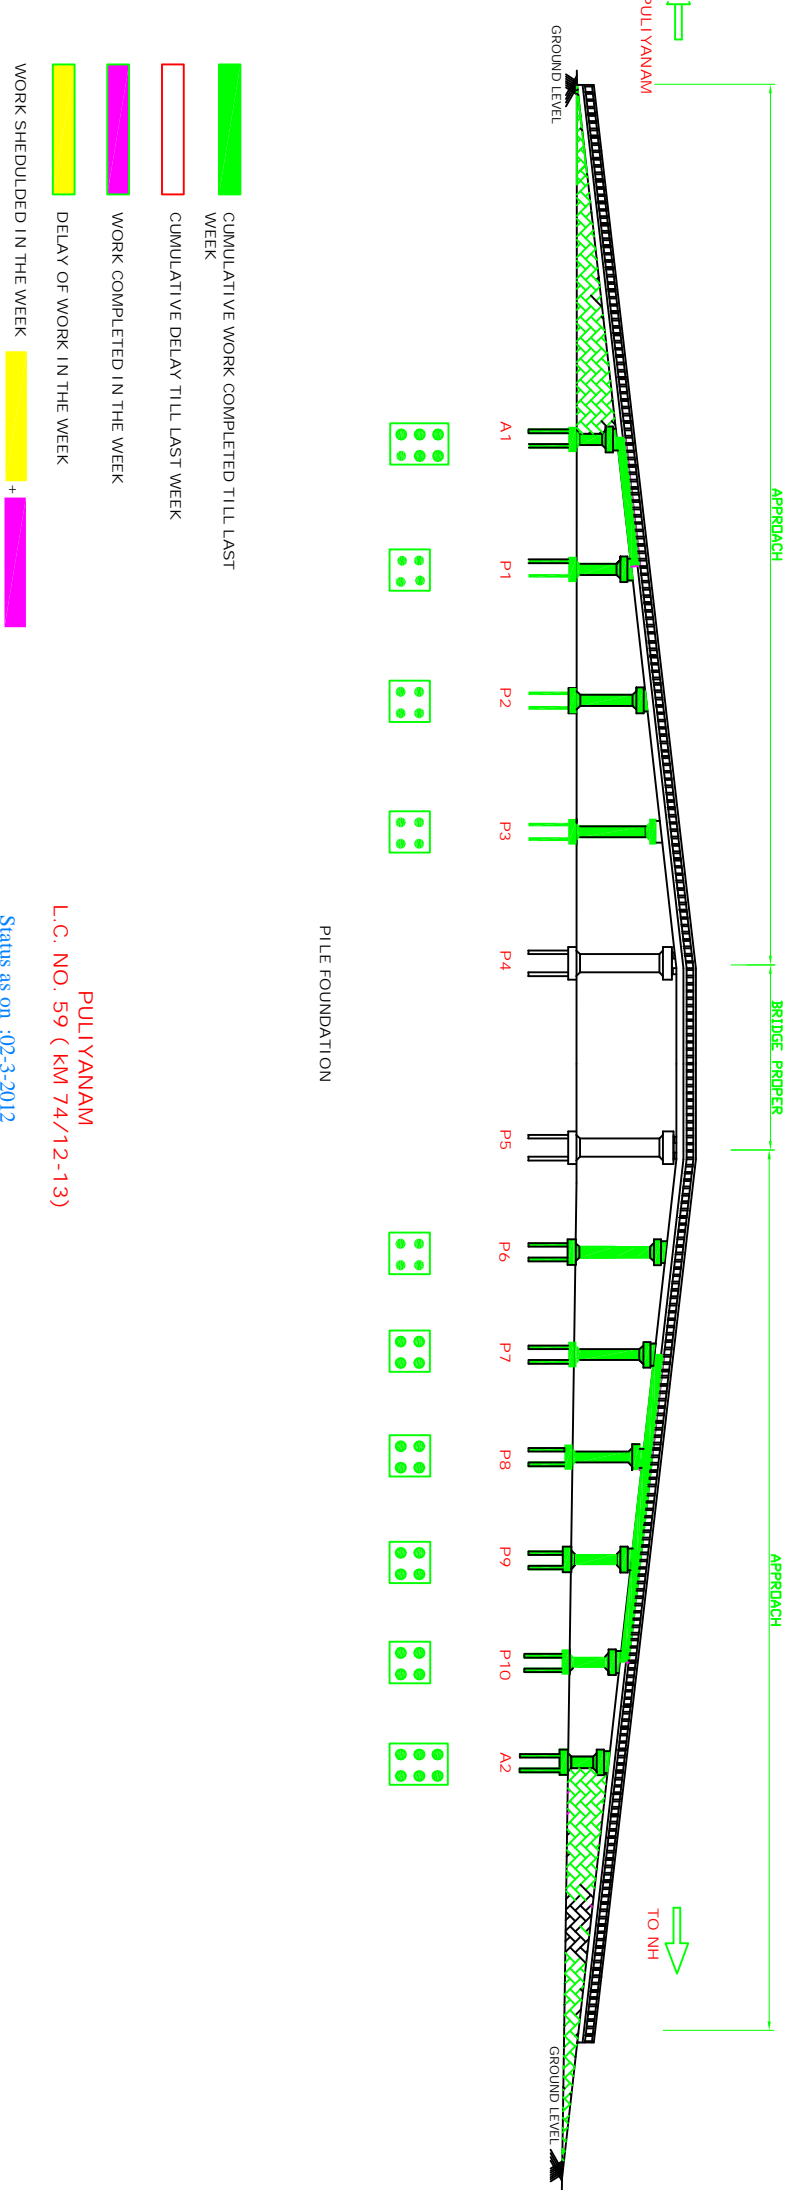 PULIYANAM
GROUND LEVEL
APPROACH
BRIDGE PROPER
APPROACH
TO NH
GROUND LEVEL
A1
P1
P2
P3
P4
P5
P6
P7
P8
P9
P10
A2
PILE FOUNDATION
CUMULATIVE WORK COMPLETED TILL LAST
WEEK
CUMULATIVE DELAY TILL LAST WEEK
WORK COMPLETED IN THE WEEK
DELAY OF WORK IN THE WEEK
WORK SHEDULDED IN THE WEEK
+
PULIYANAM
L.C. NO. 59 ( kM 74/12-13)
Status as on :02-3-2012